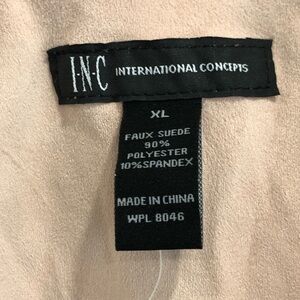 I·N·C INTERNATIONAL CONCEPTS
XL
FAUX SUEDE
90%
POLYESTER
10%SPANDEX
MADE IN CHINA
WPL 8046